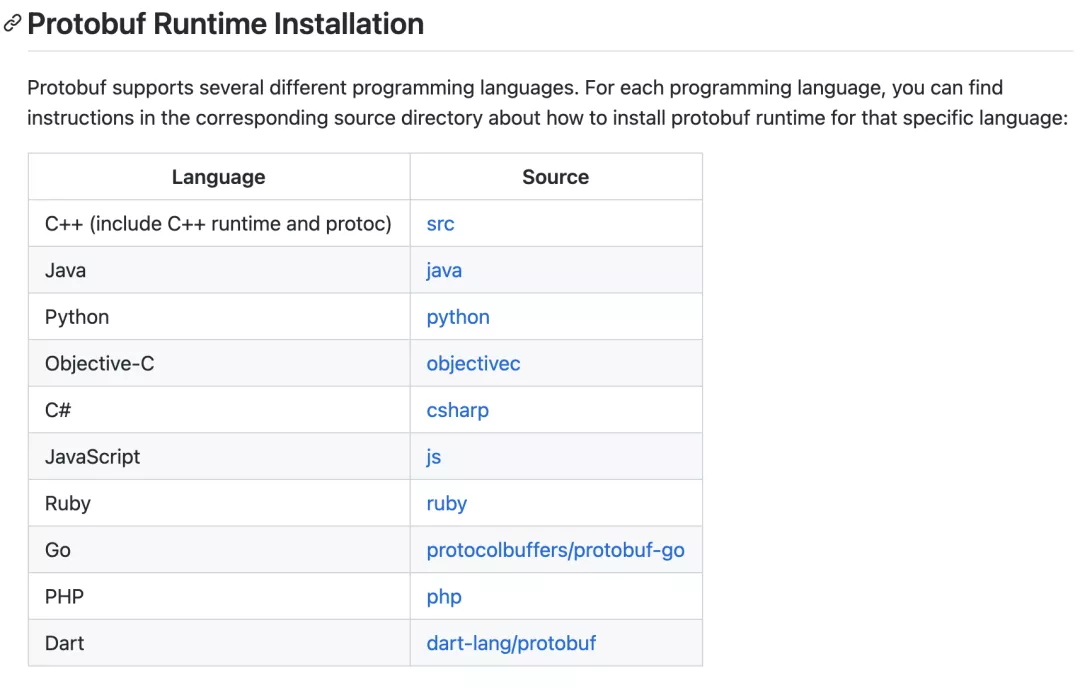 Protobuf Runtime Installation
Protobuf supports several different programming languages. For each programming language, you can find
instructions in the corresponding source directory about how to install protobuf runtime for that specific language:
Language Source
C++ (include C++ runtime and protoc) src
Java java
Python python
Objective-C objectivec
C# csharp
JavaScript js
Ruby ruby
Go protocolbuffers/protobuf-go
PHP php
Dart dart-lang/protobuf